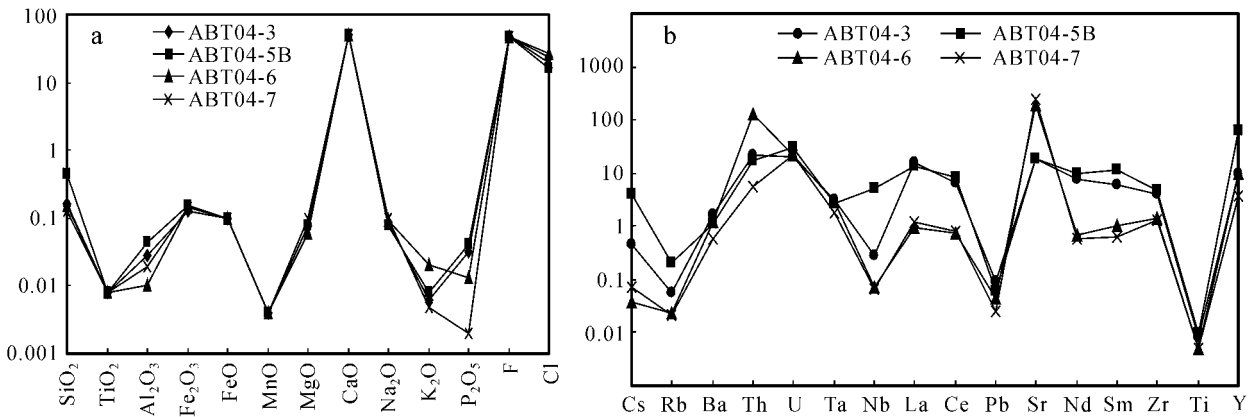 a
ABT04-3
ABT04-5B
ABT04-6
ABT04-7
100
10
1
0.1
0.01
0.001
SiO₂ TiO₂ Al₂O₃ Fe₂O₃ FeO MnO MgO CaO Na₂O K₂O P₂O₅ F Cl
b
ABT04-3 ABT04-5B
ABT04-6 ABT04-7
1000
100
10
1
0.1
0.01
Cs Rb Ba Th U Ta Nb La Ce Pb Sr Nd Sm Zr Ti Y